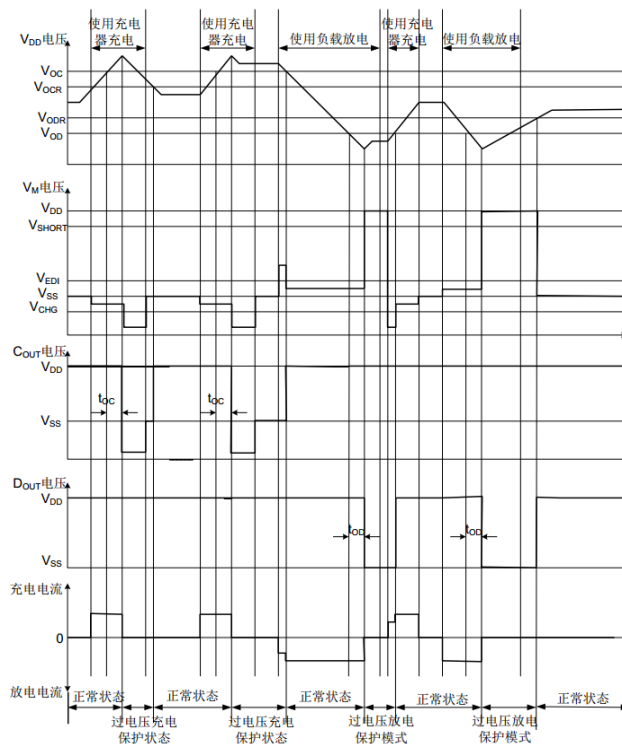 使用充电 器充电
使用充电 器充电
使用负载放电
使用充电 器充电
使用负载放电
VDD电压
VOC
VOCR
VODR
VOD
VM电压
VDD
VSHORT
VEDI
VSS
VCHG
COUT电压
VDD
tOC
tOC
VSS
DOUT电压
VDD
tOD
tOD
VSS
充电电流
0
放电电流
正常状态
正常状态
正常状态
正常状态
正常状态
过电压充电
保护状态
过电压充电
保护状态
过电压放电
保护模式
过电压放电
保护模式